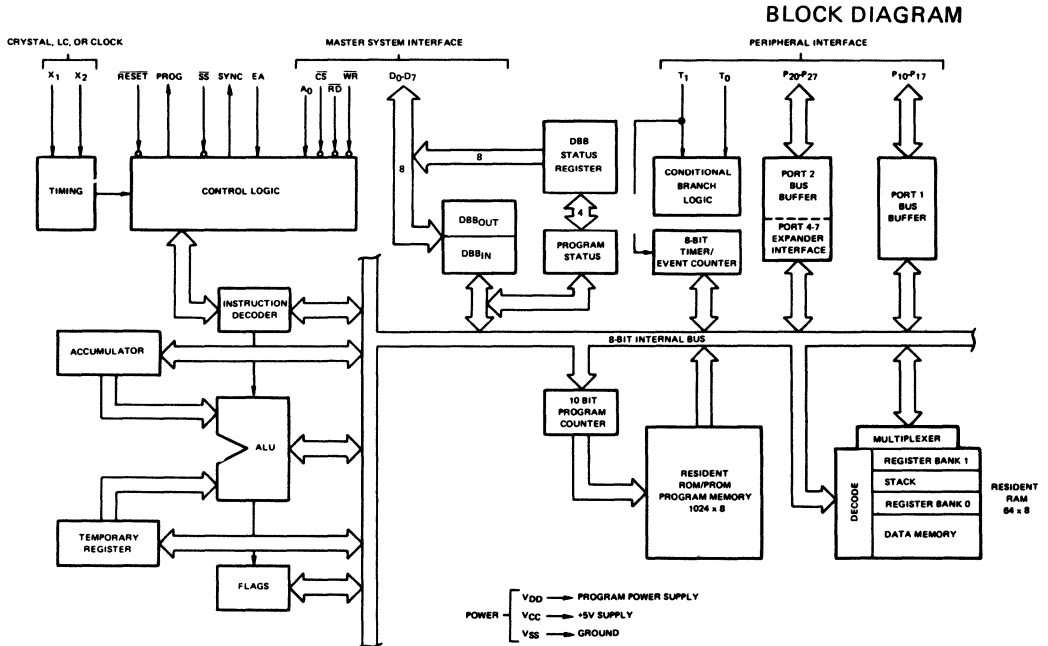 BLOCK DIAGRAM
CRYSTAL, LC, OR CLOCK
MASTER SYSTEM INTERFACE
PERIPHERAL INTERFACE
X1 X2
RESET PROG SS SYNC EA
A0 CS RD WR
D0-D7
T1 T0
P20-P27
P10-P17
TIMING
CONTROL LOGIC
8
8
DBB
STATUS
REGISTER
4
DBBOUT
DBBIN
PROGRAM
STATUS
CONDITIONAL
BRANCH
LOGIC
8-BIT
TIMER/
EVENT COUNTER
PORT 2
BUS
BUFFER
PORT 4-7
EXPANDER
INTERFACE
PORT 1
BUS
BUFFER
INSTRUCTION
DECODER
8-BIT INTERNAL BUS
ACCUMULATOR
ALU
TEMPORARY
REGISTER
FLAGS
10 BIT
PROGRAM
COUNTER
RESIDENT
ROM/PROM
PROGRAM MEMORY
1024 x 8
MULTIPLEXER
DECODE
REGISTER BANK 1
STACK
REGISTER BANK 0
DATA MEMORY
RESIDENT
RAM
64 x 8
POWER
VDD PROGRAM POWER SUPPLY
VCC +5V SUPPLY
VSS GROUND